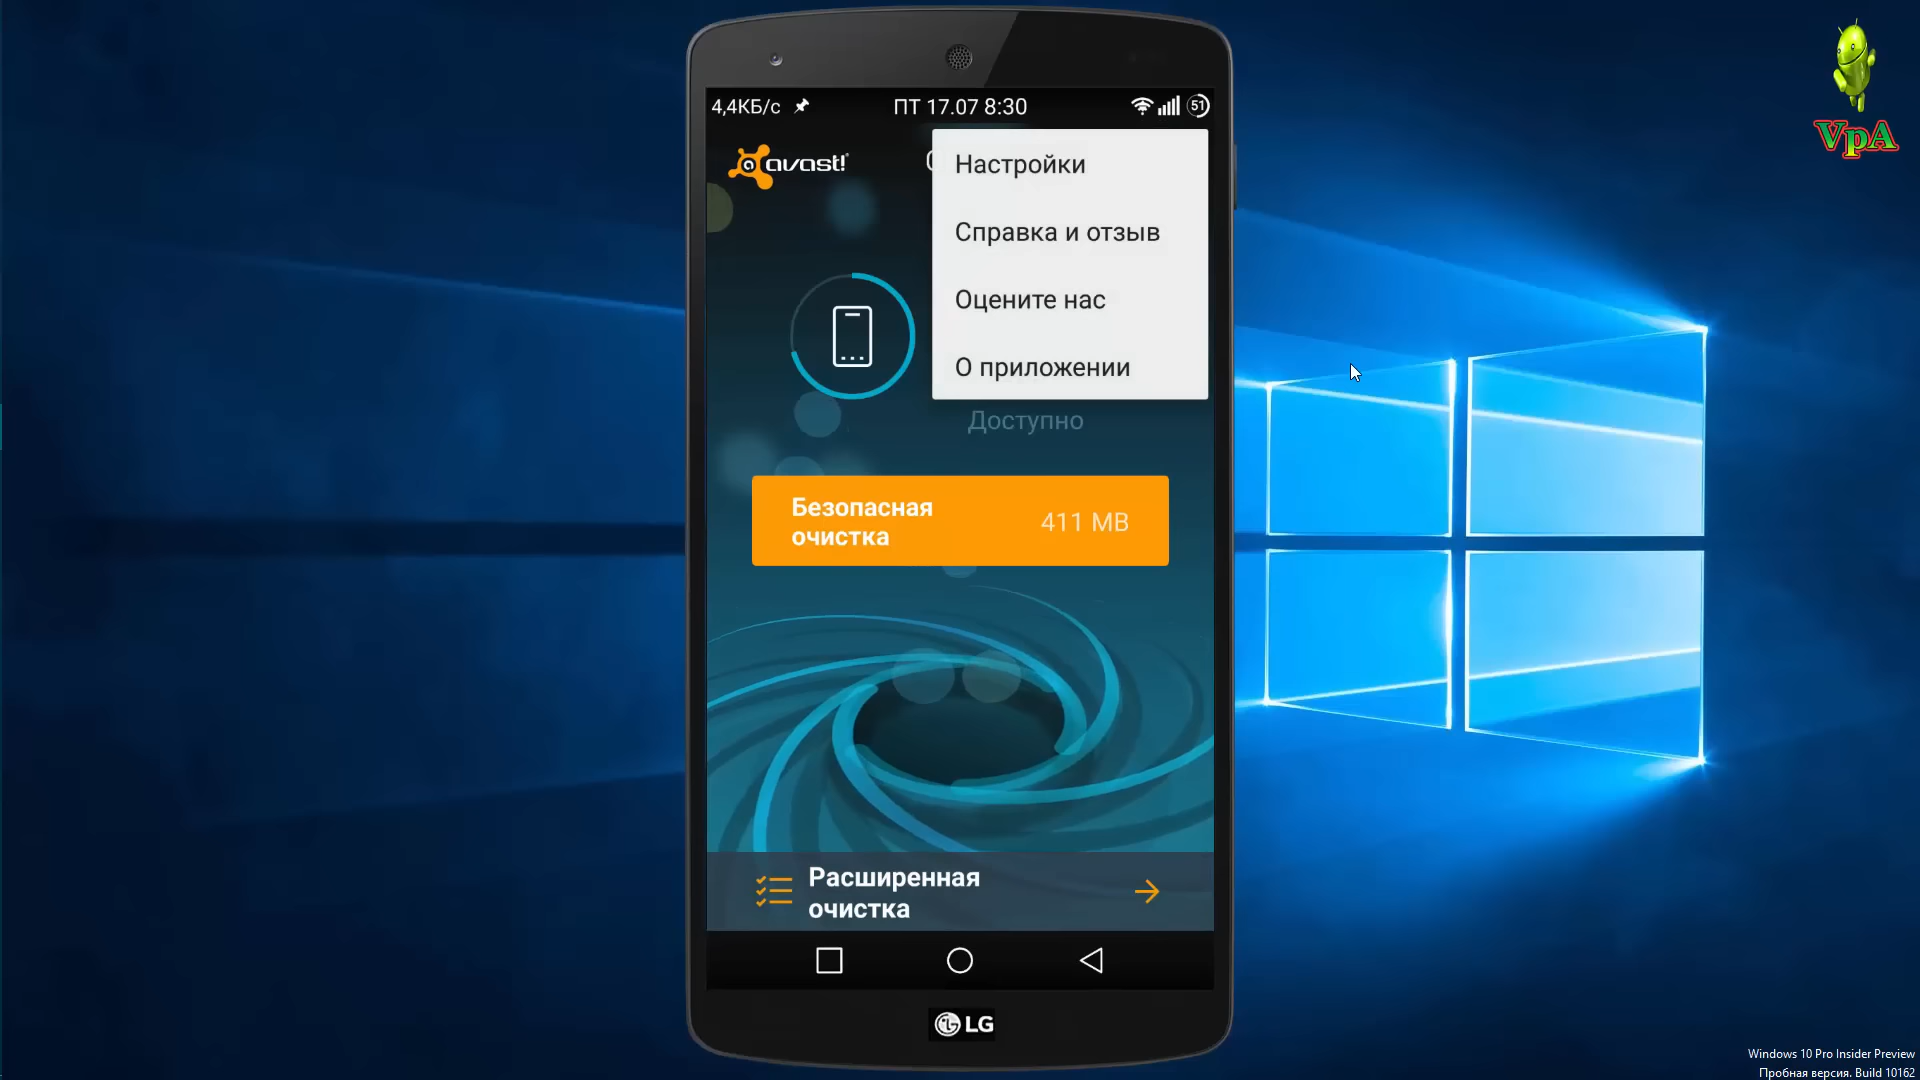 VpA
4,4КБ/с
ПТ 17.07 8:30
51
avast!
Настройки
Справка и отзыв
Оцените нас
О приложении
Доступно
Безопасная
очистка
411 MB
Расширенная
очистка
LG
Windows 10 Pro Insider Preview
Пробная версия. Build 10162